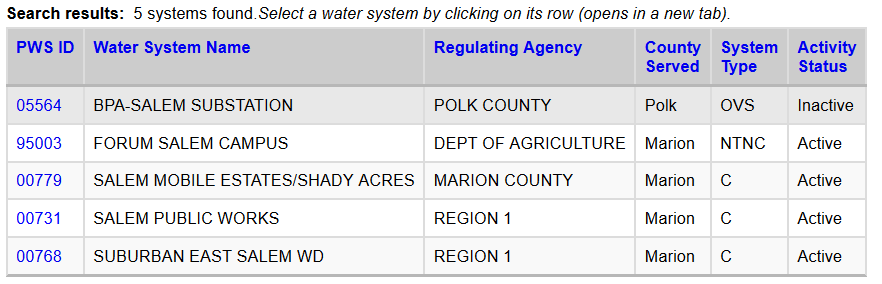 Search results:  5 systems found.Select a water system by clicking on its row (opens in a new tab).
PWS ID Water System Name Regulating Agency County Served System Type Activity Status
05564 BPA-SALEM SUBSTATION POLK COUNTY Polk OVS Inactive
95003 FORUM SALEM CAMPUS DEPT OF AGRICULTURE Marion NTNC Active
00779 SALEM MOBILE ESTATES/SHADY ACRES MARION COUNTY Marion C Active
00731 SALEM PUBLIC WORKS REGION 1 Marion C Active
00768 SUBURBAN EAST SALEM WD REGION 1 Marion C Active